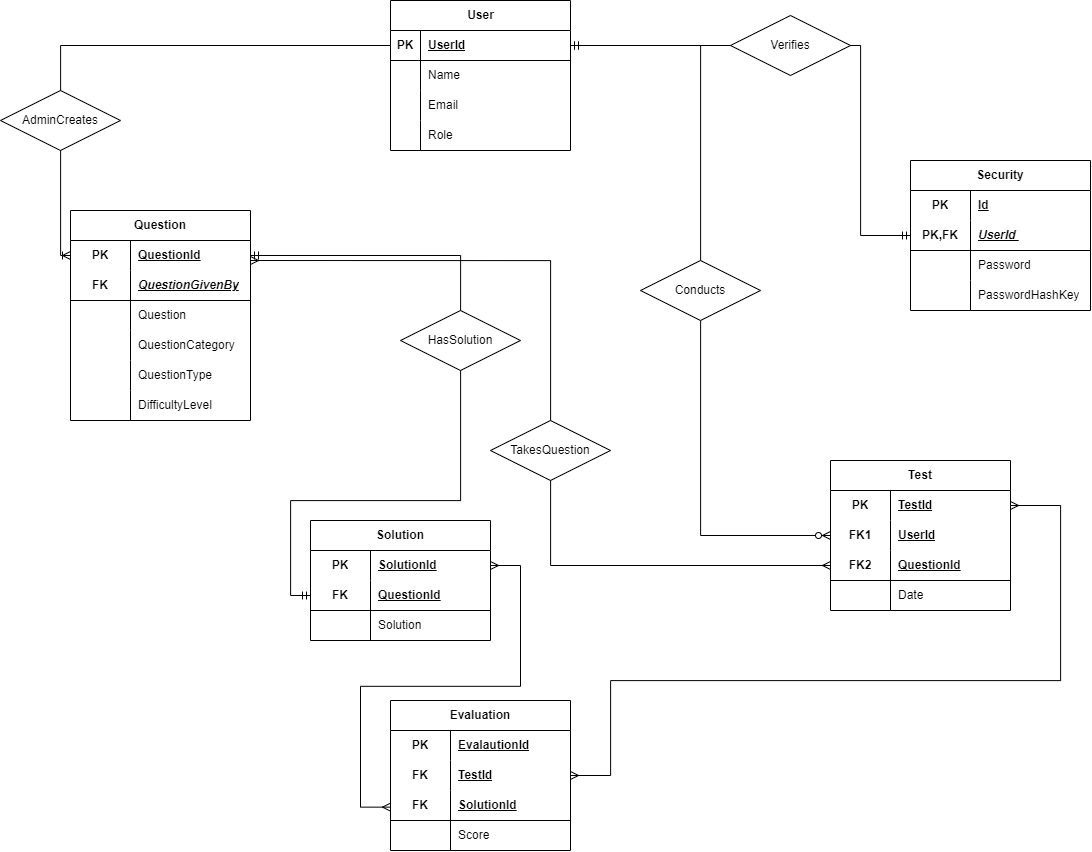 User
PK UserId
Name
Email
Role
Verifies
AdminCreates
Security
PK Id
PK,FK UserId
Password
PasswordHashKey
Question
PK QuestionId
FK QuestionGivenBy
Question
QuestionCategory
QuestionType
DifficultyLevel
Conducts
HasSolution
TakesQuestion
Test
PK TestId
FK1 UserId
FK2 QuestionId
Date
Solution
PK SolutionId
FK QuestionId
Solution
Evaluation
PK EvalautionId
FK TestId
FK SolutionId
Score